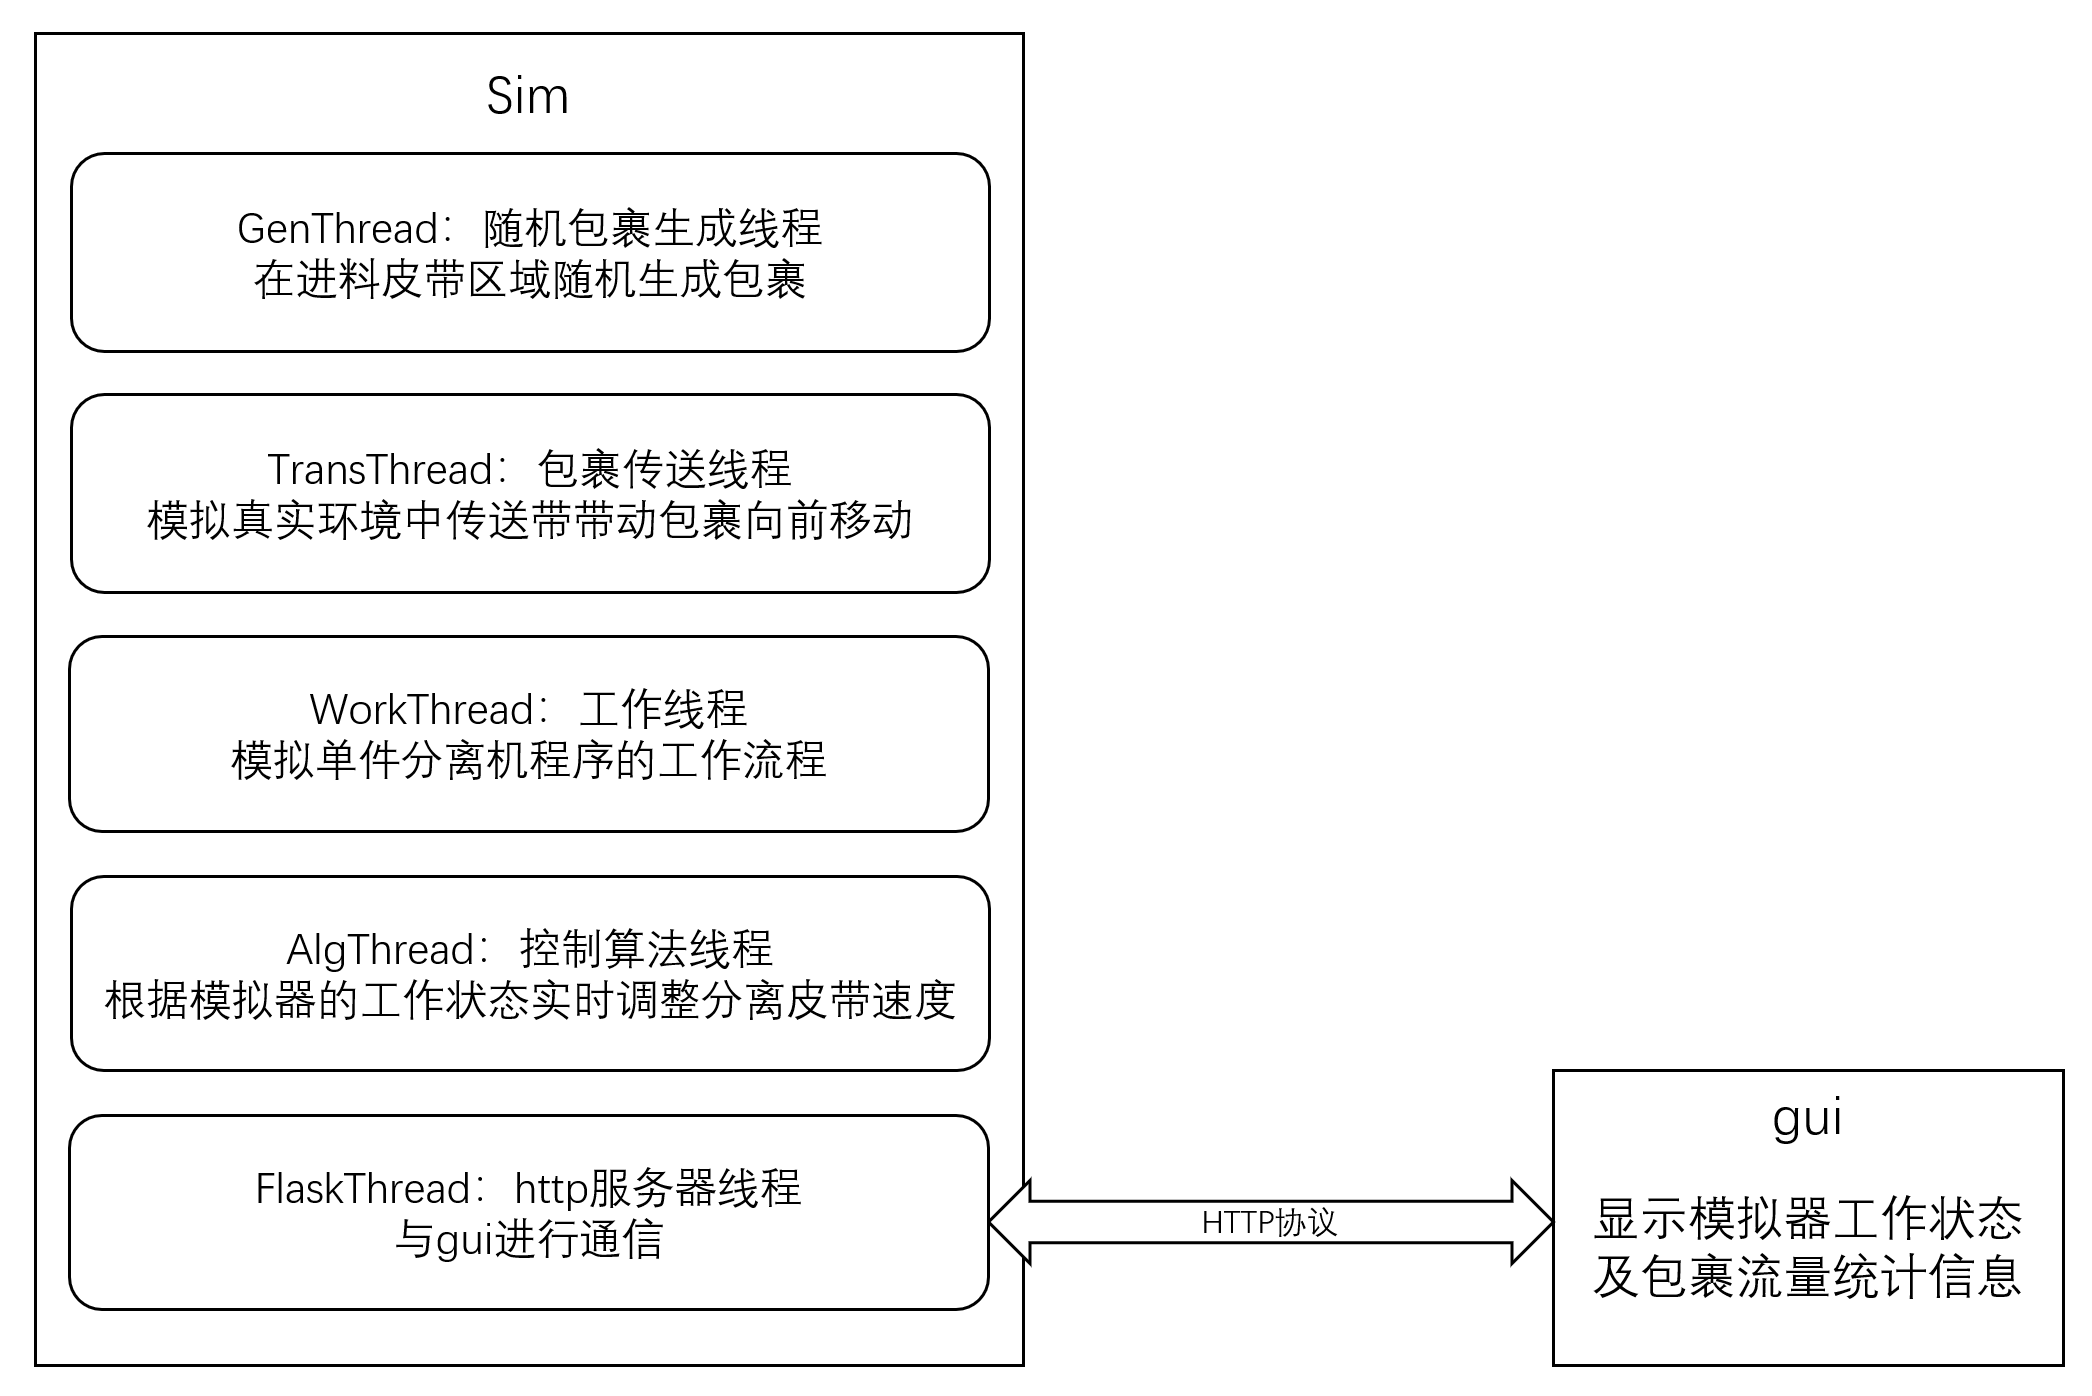 Sim
GenThread：随机包裹生成线程
在进料皮带区域随机生成包裹
TransThread：包裹传送线程
模拟真实环境中传送带带动包裹向前移动
WorkThread：工作线程
模拟单件分离机程序的工作流程
AlgThread：控制算法线程
根据模拟器的工作状态实时调整分离皮带速度
FlaskThread：http服务器线程
与gui进行通信
HTTP协议
gui
显示模拟器工作状态
及包裹流量统计信息